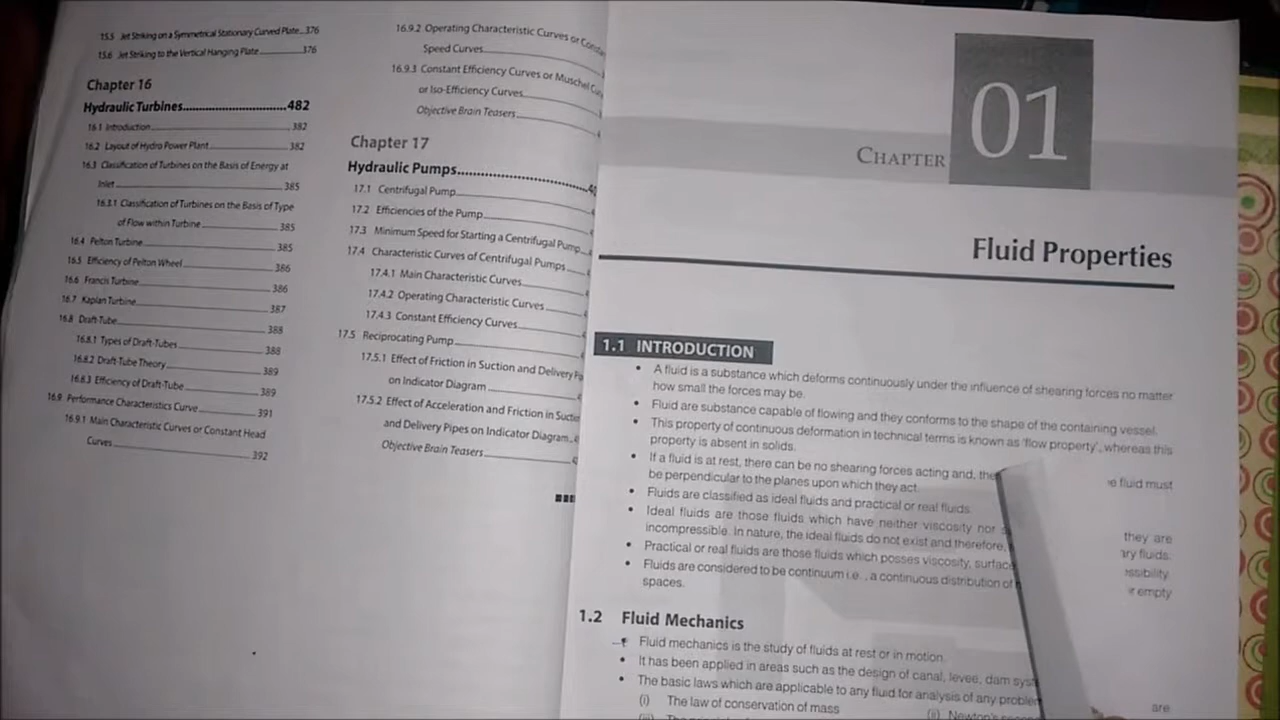 15.5 Jet Striking on a Symmetrical Stationary Curved Plate...376
15.6 Jet Striking to the Vertical Hanging Plate...376
Chapter 16
Hydraulic Turbines...482
16.1 Introduction...382
16.2 Layout of Hydro Power Plant...382
16.3 Classification of Turbines on the Basis of Energy at
Inlet...385
16.3.1 Classification of Turbines on the Basis of Type
of Flow within Turbine...385
16.4 Pelton Turbine...385
16.5 Efficiency of Pelton Wheel...386
16.6 Francis Turbine...386
16.7 Kaplan Turbine...387
16.8 Draft-Tube...388
16.8.1 Types of Draft-Tubes...388
16.8.2 Draft-Tube Theory...389
16.8.3 Efficiency of Draft-Tube...389
16.9 Performance Characteristics Curve...391
16.9.1 Main Characteristic Curves or Constant Head
Curves...392
16.9.2 Operating Characteristic Curves or
Speed Curves
16.9.3 Constant Efficiency Curves or Muschel
or Iso-Efficiency Curves
Objective Brain Teasers
Chapter 17
Hydraulic Pumps
17.1 Centrifugal Pump
17.2 Efficiencies of the Pump
17.3 Minimum Speed for Starting a Centrifugal Pump
17.4 Characteristic Curves of Centrifugal Pumps
17.4.1 Main Characteristic Curves
17.4.2 Operating Characteristic Curves
17.4.3 Constant Efficiency Curves
17.5 Reciprocating Pump
17.5.1 Effect of Friction in Suction and Delivery
on Indicator Diagram
17.5.2 Effect of Acceleration and Friction in
and Delivery Pipes on Indicator Diagram
Objective Brain Teasers
CHAPTER 01
Fluid Properties
1.1 INTRODUCTION
• A fluid is a substance which deforms continuously under the influence of shearing forces no matter
how small the forces may be.
• Fluid are substance capable of flowing and they conforms to the shape of the containing vessel.
• This property of continuous deformation in technical terms is known as 'flow property', whereas this
property is absent in solids.
• If a fluid is at rest, there can be no shearing forces acting and, fluid must
be perpendicular to the planes upon which they act.
• Fluids are classified as ideal fluids and practical or real fluids.
• Ideal fluids are those fluids which have neither viscosity nor they are
incompressible. In nature, the ideal fluids do not exist and therefore, fluids.
• Practical or real fluids are those fluids which posses viscosity, surface
• Fluids are considered to be continuum i.e., a continuous distribution of empty
spaces.
1.2 Fluid Mechanics
• Fluid mechanics is the study of fluids at rest or in motion.
• It has been applied in areas such as the design of canal, levee, dam
• The basic laws which are applicable to any fluid for analysis of any are
(i) The law of conservation of mass (ii) Newton's